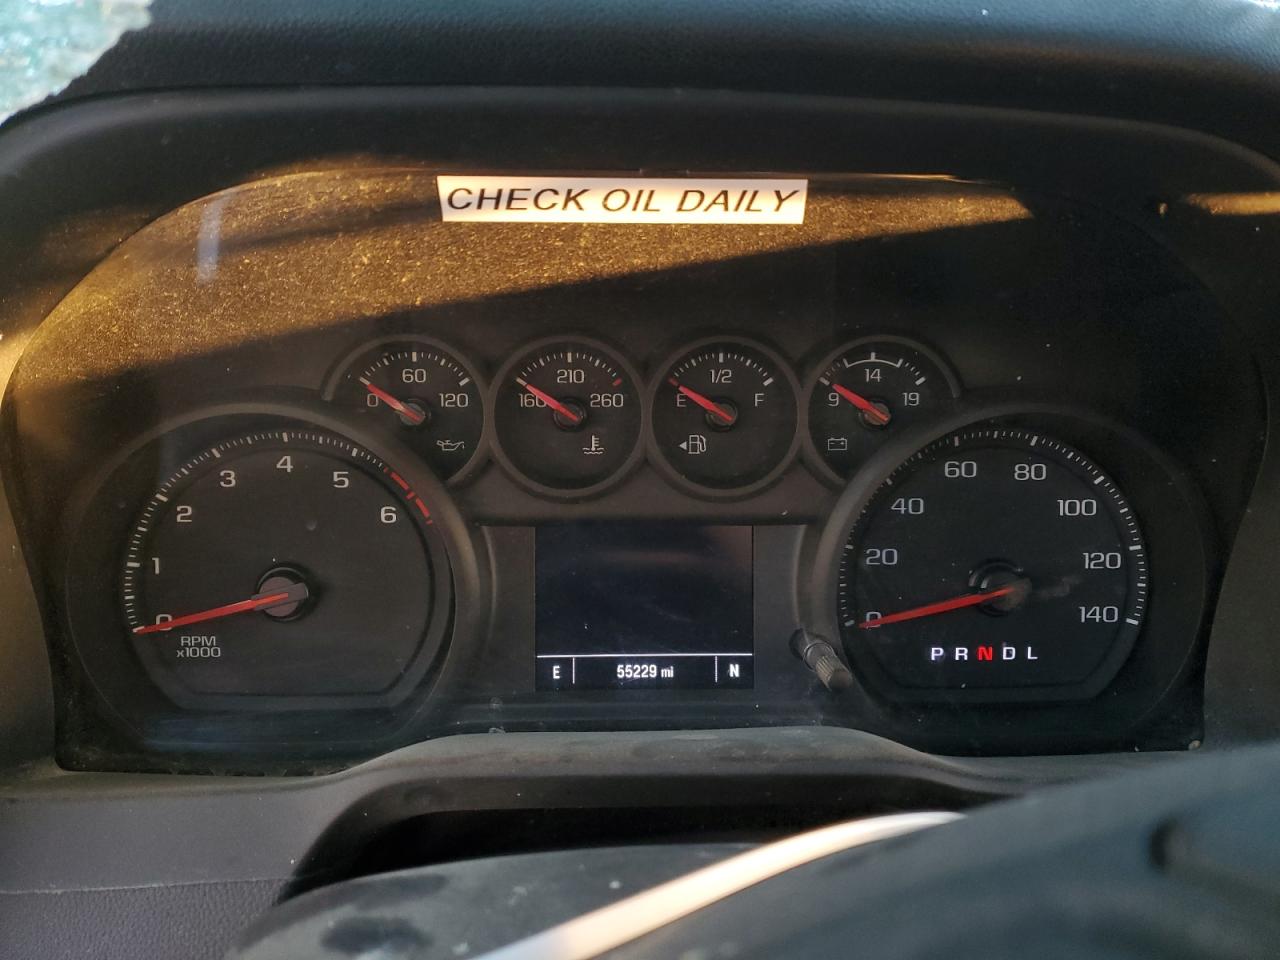 CHECK OIL DAILY
0 60 120
160 210 260
E 1/2 F
9 14 19
0 1 2 3 4 5 6
RPM
x1000
0 20 40 60 80 100 120 140
P R N D L
E 55229 mi N